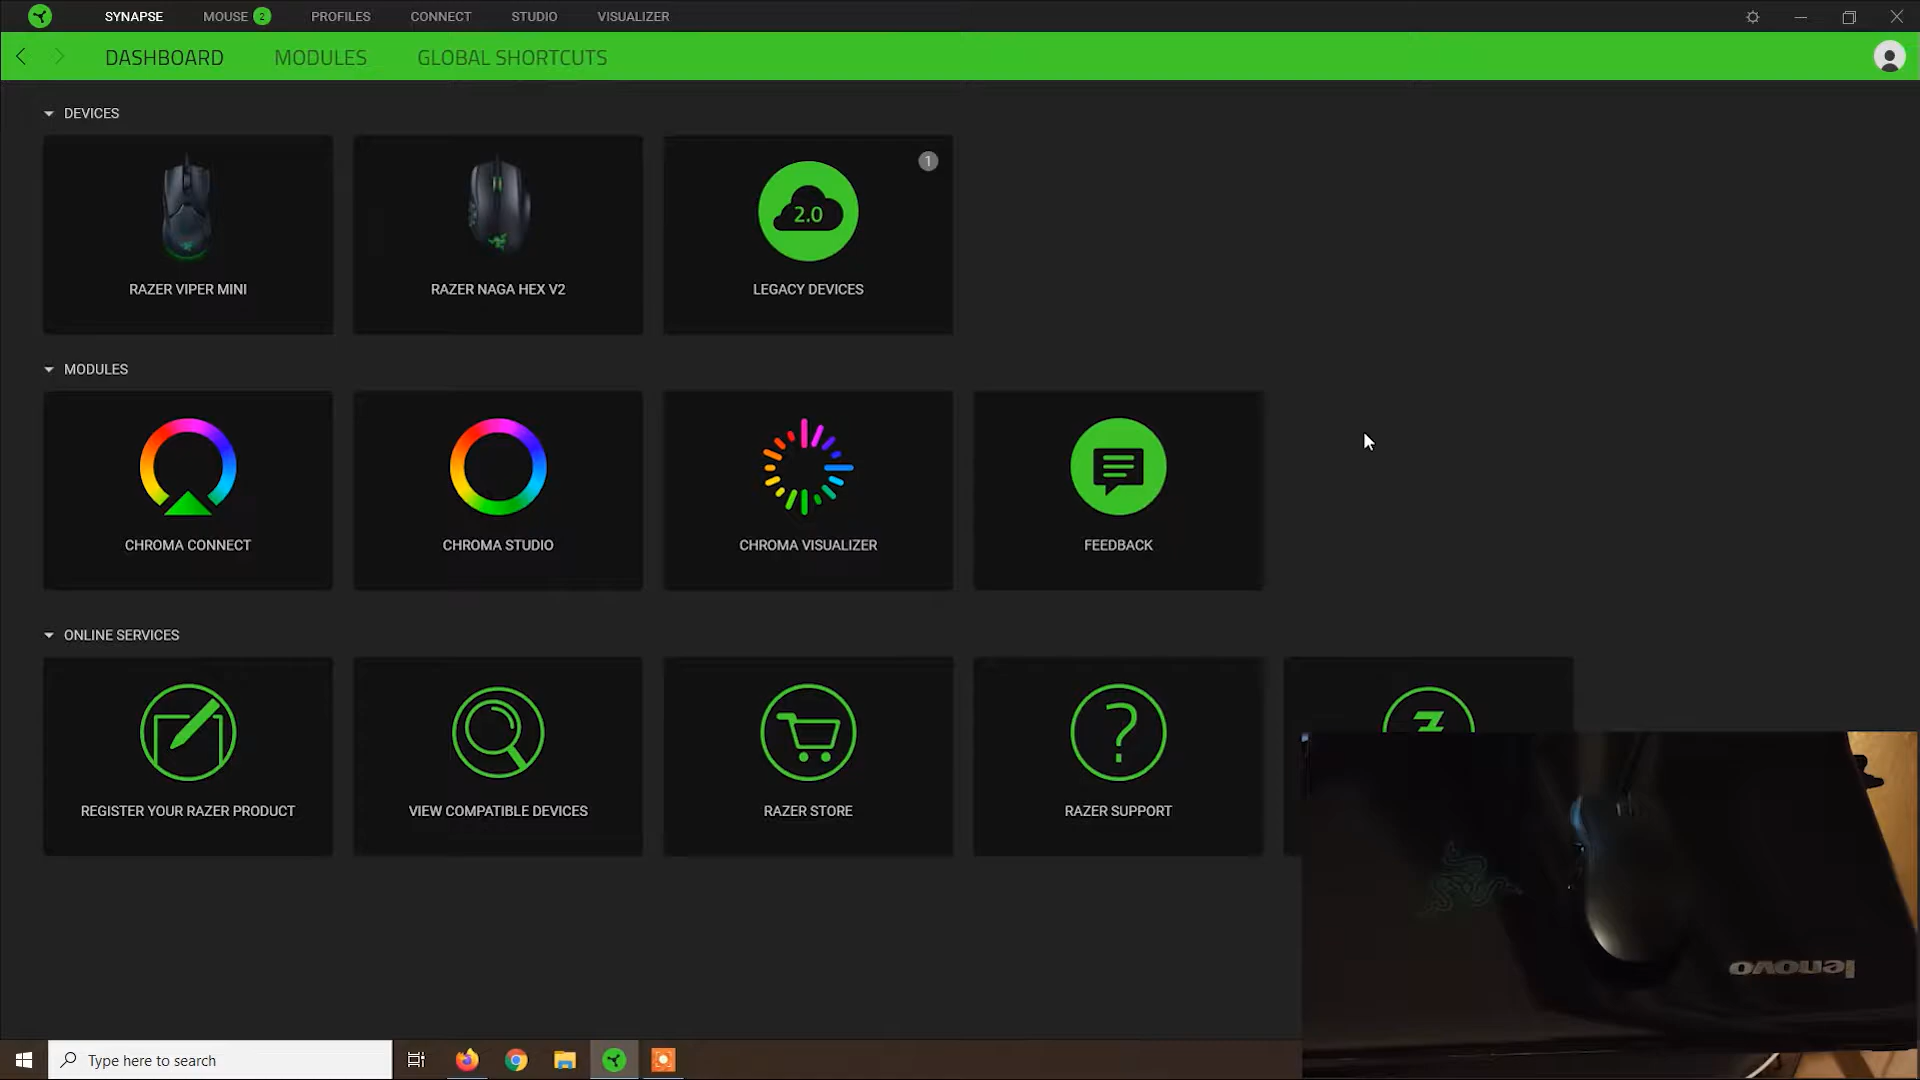 SYNAPSE MOUSE 2 PROFILES CONNECT STUDIO VISUALIZER
DASHBOARD MODULES GLOBAL SHORTCUTS
DEVICES
RAZER VIPER MINI
RAZER NAGA HEX V2
2.0
1
LEGACY DEVICES
MODULES
CHROMA CONNECT
CHROMA STUDIO
CHROMA VISUALIZER
FEEDBACK
ONLINE SERVICES
REGISTER YOUR RAZER PRODUCT
VIEW COMPATIBLE DEVICES
RAZER STORE
RAZER SUPPORT
lenovo
Type here to search